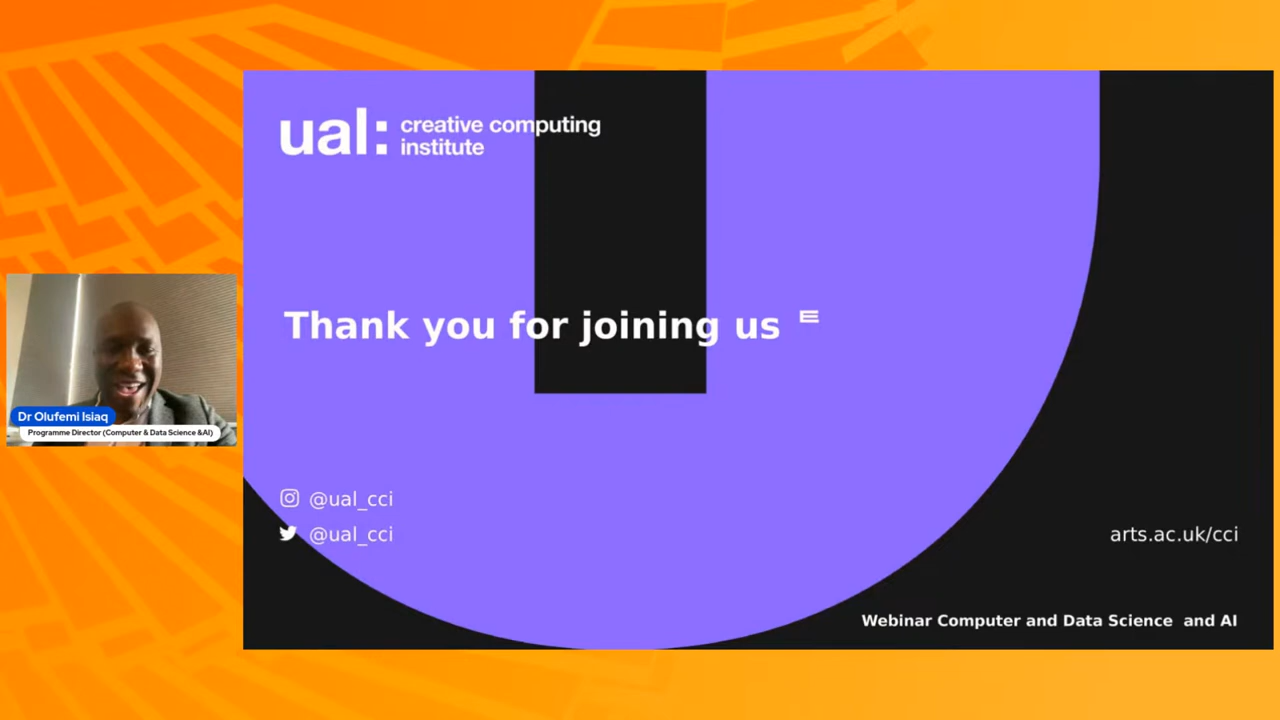 ual: creative computing
institute
Thank you for joining us
Dr Olufemi Isiaq
Programme Director (Computer & Data Science &AI)
@ual_cci
@ual_cci
arts.ac.uk/cci
Webinar Computer and Data Science  and AI